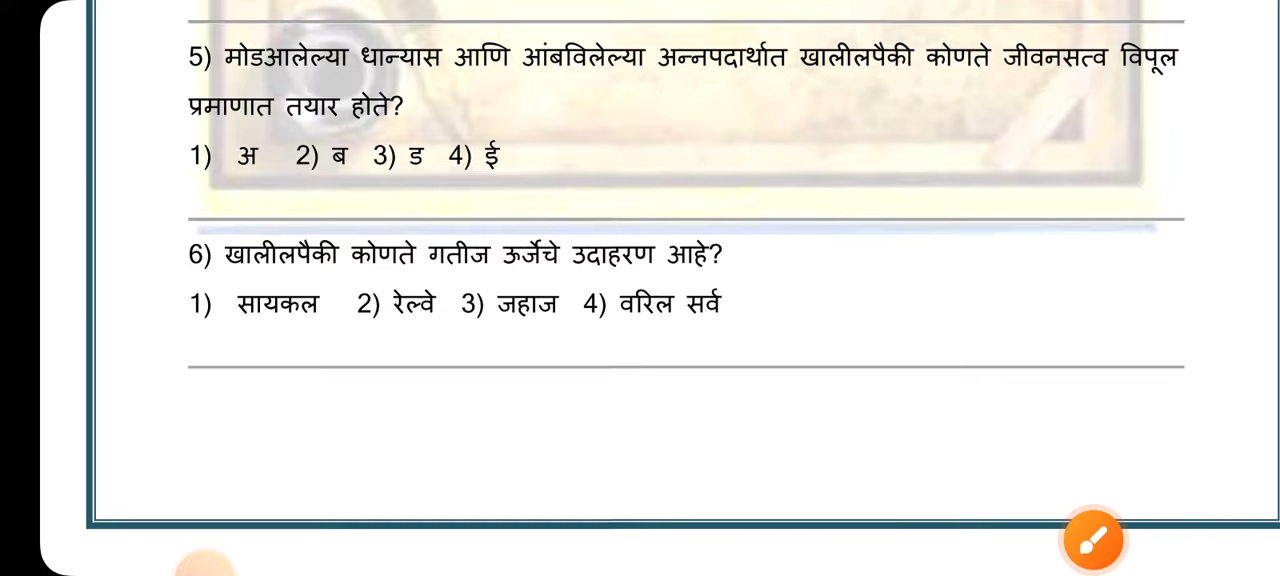 5) मोडआलेल्या धान्यास आणि आंबविलेल्या अन्नपदार्थात खालीलपैकी कोणते जीवनसत्व विपूल
प्रमाणात तयार होते?
1) अ 2) ब 3) ड 4) ई
6) खालीलपैकी कोणते गतीज ऊर्जेचे उदाहरण आहे?
1) सायकल 2) रेल्वे 3) जहाज 4) वरिल सर्व